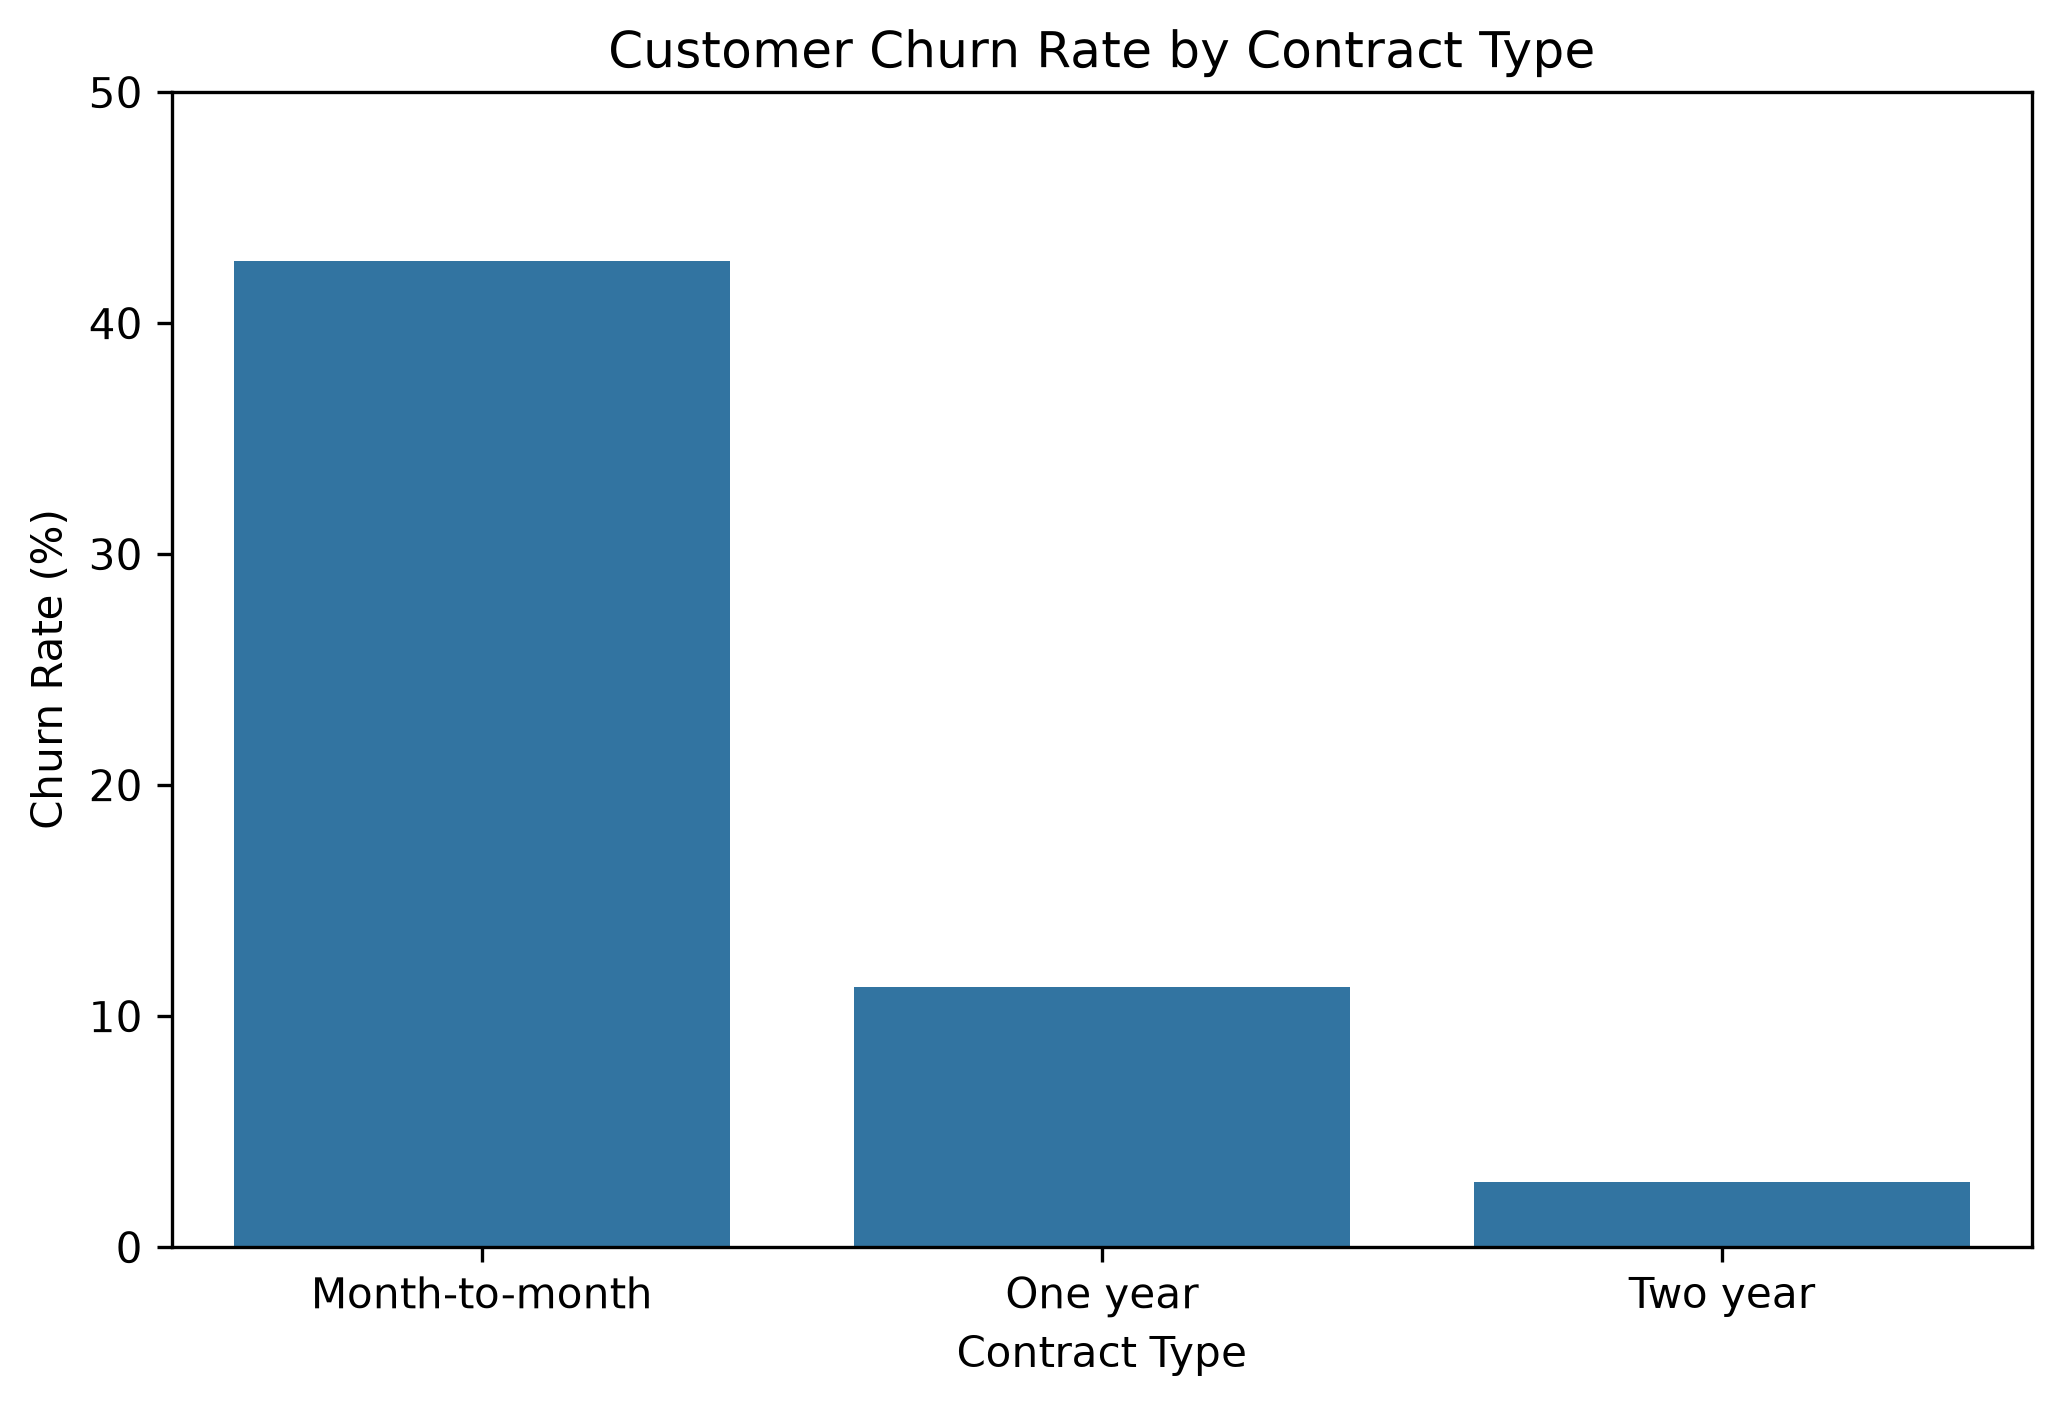 Customer Churn Rate by Contract Type
50
40
30
20
10
0
Churn Rate (%)
Month-to-month
One year
Two year
Contract Type